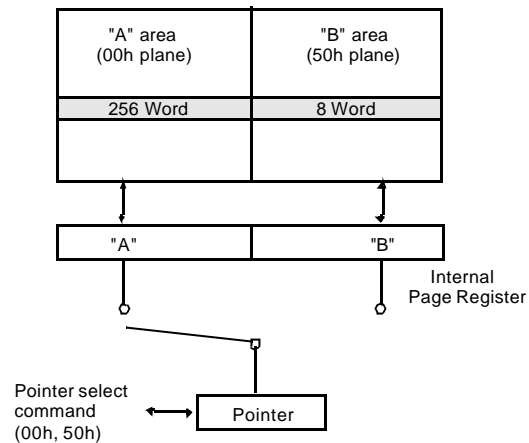 "A" area
(00h plane)
"B" area
(50h plane)
256 Word
8 Word
"A"
"B"
Internal
Page Register
Pointer select
command
(00h, 50h)
Pointer